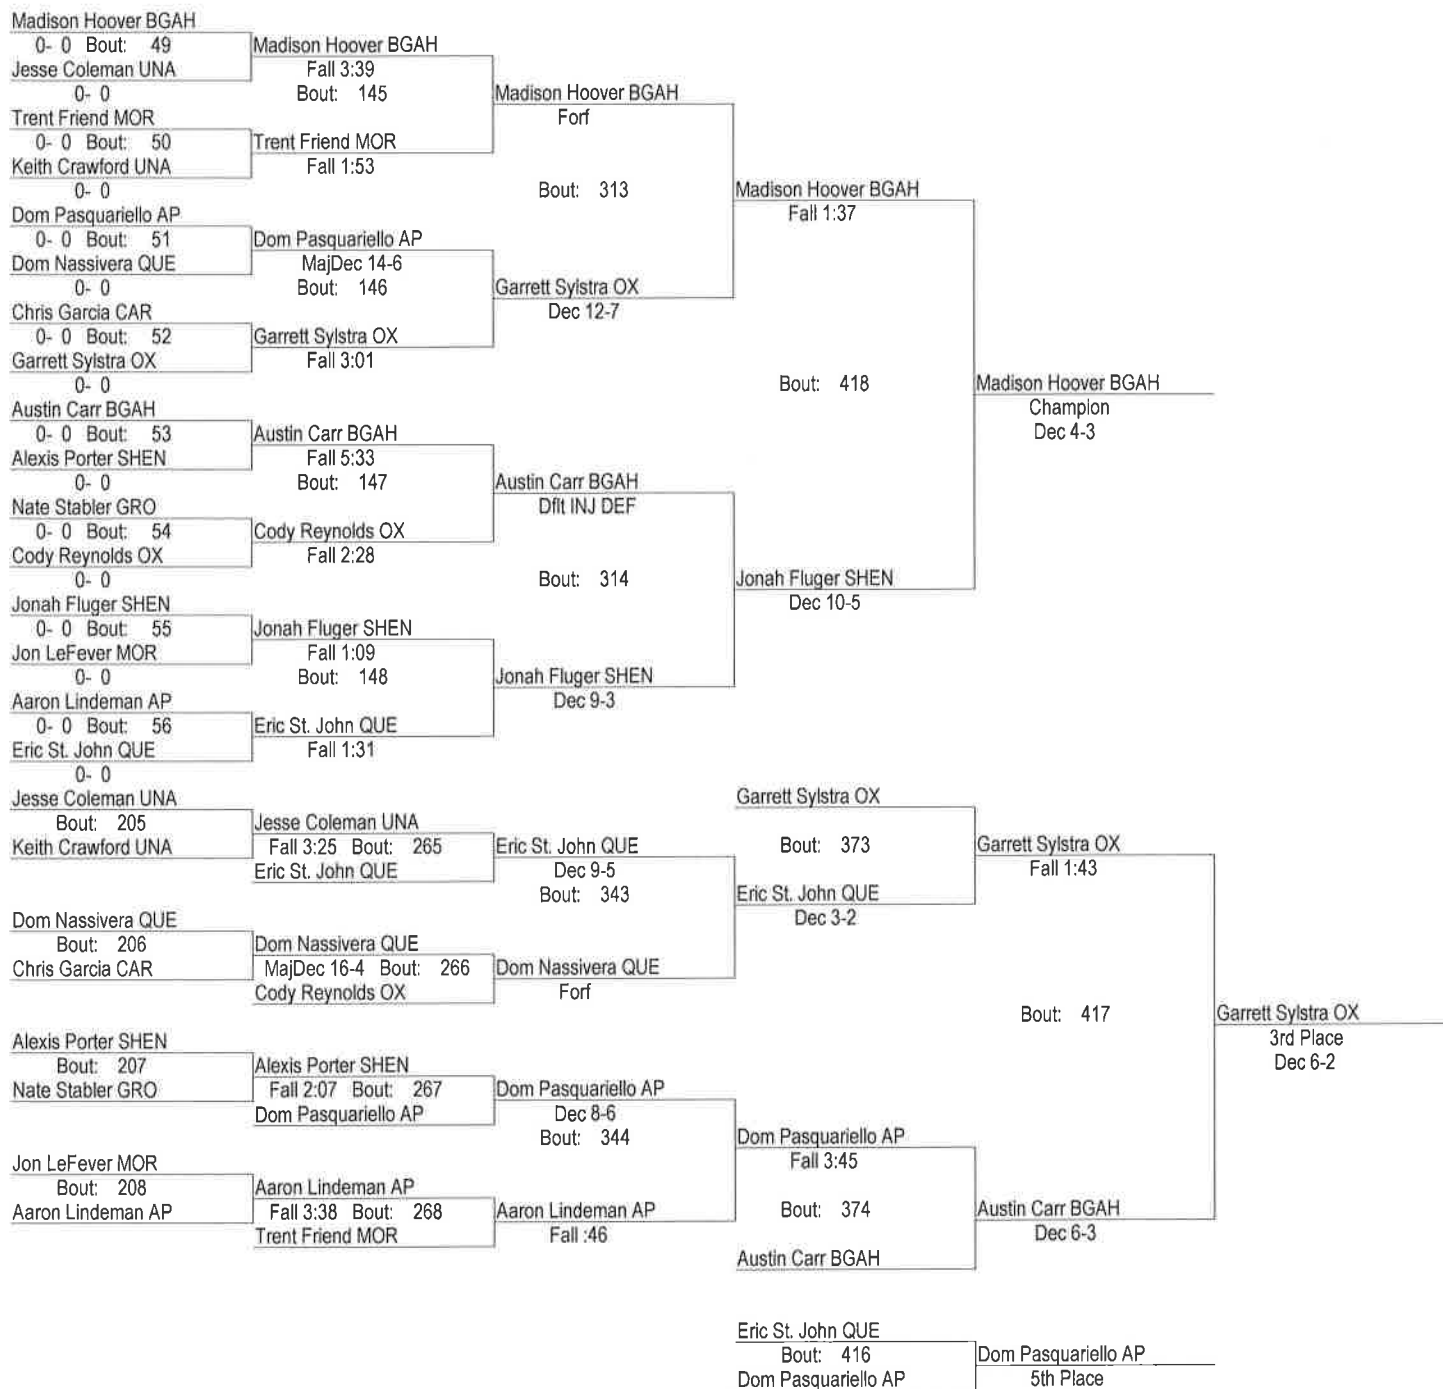 Madison Hoover BGAH
0- 0 Bout: 49
Jesse Coleman UNA
0- 0
Trent Friend MOR
0- 0 Bout: 50
Keith Crawford UNA
0- 0
Dom Pasquariello AP
0- 0 Bout: 51
Dom Nassivera QUE
0- 0
Chris Garcia CAR
0- 0 Bout: 52
Garrett Sylstra OX
0- 0
Austin Carr BGAH
0- 0 Bout: 53
Alexis Porter SHEN
0- 0
Nate Stabler GRO
0- 0 Bout: 54
Cody Reynolds OX
0- 0
Jonah Fluger SHEN
0- 0 Bout: 55
Jon LeFever MOR
0- 0
Aaron Lindeman AP
0- 0 Bout: 56
Eric St. John QUE
0- 0
Madison Hoover BGAH
Fall 3:39
Bout: 145
Trent Friend MOR
Fall 1:53
Dom Pasquariello AP
MajDec 14-6
Bout: 146
Garrett Sylstra OX
Fall 3:01
Austin Carr BGAH
Fall 5:33
Bout: 147
Cody Reynolds OX
Fall 2:28
Jonah Fluger SHEN
Fall 1:09
Bout: 148
Eric St. John QUE
Fall 1:31
Madison Hoover BGAH
Forf
Bout: 313
Garrett Sylstra OX
Dec 12-7
Austin Carr BGAH
Dflt INJ DEF
Bout: 314
Jonah Fluger SHEN
Dec 9-3
Madison Hoover BGAH
Fall 1:37
Bout: 418
Jonah Fluger SHEN
Dec 10-5
Madison Hoover BGAH
Champion
Dec 4-3
Jesse Coleman UNA
Bout: 205
Keith Crawford UNA
Dom Nassivera QUE
Bout: 206
Chris Garcia CAR
Alexis Porter SHEN
Bout: 207
Nate Stabler GRO
Jon LeFever MOR
Bout: 208
Aaron Lindeman AP
Jesse Coleman UNA
Fall 3:25 Bout: 265
Eric St. John QUE
Dom Nassivera QUE
MajDec 16-4 Bout: 266
Cody Reynolds OX
Alexis Porter SHEN
Fall 2:07 Bout: 267
Dom Pasquariello AP
Aaron Lindeman AP
Fall 3:38 Bout: 268
Trent Friend MOR
Eric St. John QUE
Dec 9-5
Bout: 343
Dom Nassivera QUE
Forf
Dom Pasquariello AP
Dec 8-6
Bout: 344
Aaron Lindeman AP
Fall :46
Garrett Sylstra OX
Bout: 373
Eric St. John QUE
Dec 3-2
Dom Pasquariello AP
Fall 3:45
Bout: 374
Austin Carr BGAH
Garrett Sylstra OX
Fall 1:43
Bout: 417
Austin Carr BGAH
Dec 6-3
Garrett Sylstra OX
3rd Place
Dec 6-2
Eric St. John QUE
Bout: 416
Dom Pasquariello AP
Dom Pasquariello AP
5th Place